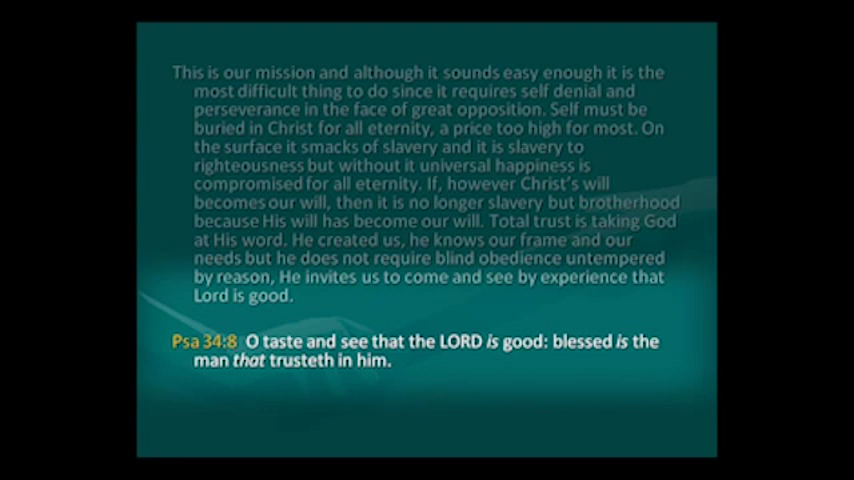 This is our mission and although it sounds easy enough it is the
most difficult thing to do since it requires self denial and
perseverance in the face of great opposition. Self must be
buried in Christ for all eternity, a price too high for most. On
the surface it smacks of slavery and it is slavery to
righteousness but without it universal happiness is
compromised for all eternity. If, however Christ's will
becomes our will, then it is no longer slavery but brotherhood
because His will has become our will. Total trust is taking God
at His word. He created us, he knows our frame and our
needs but he does not require blind obedience untempered
by reason, He invites us to come and see by experience that
Lord is good.
Psa 34:8 O taste and see that the LORD is good: blessed is the
man that trusteth in him.